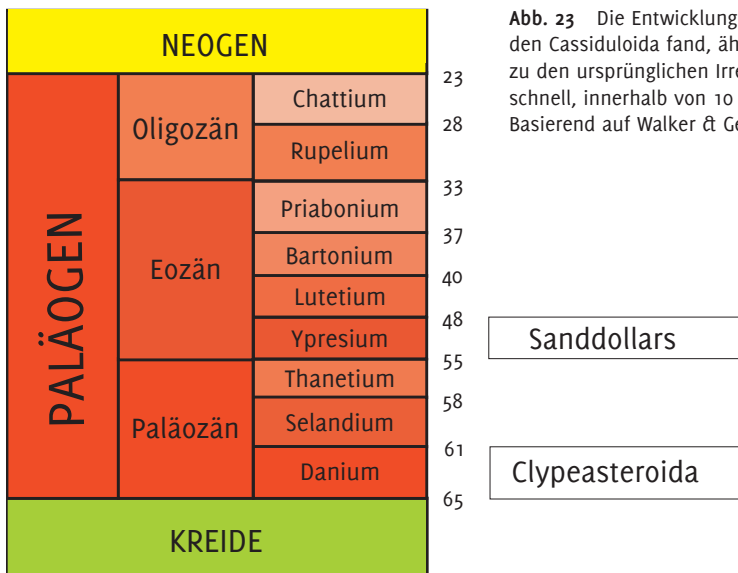 NEOGEN
PALÄOGEN
Oligozän
Eozän
Paläozän
Chattium
Rupelium
Priabonium
Bartonium
Lutetium
Ypresium
Thanetium
Selandium
Danium
KREIDE
23
28
33
37
40
48
55
58
61
65
Sanddollars
Clypeasteroida
Abb. 23 Die Entwicklung
den Cassiduloida fand, äh
zu den ursprünglichen Irre
schnell, innerhalb von 10
Basierend auf Walker & Ge